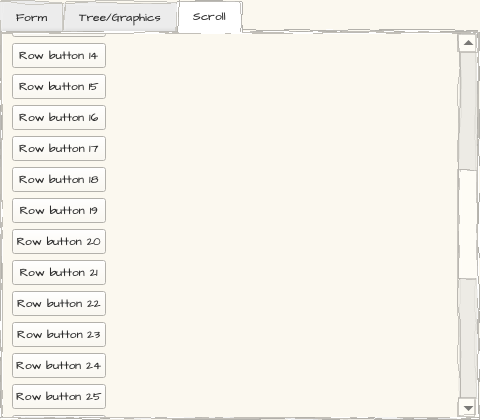 Form
Tree/Graphics
Scroll
Row button 14
Row button 15
Row button 16
Row button 17
Row button 18
Row button 19
Row button 20
Row button 21
Row button 22
Row button 23
Row button 24
Row button 25